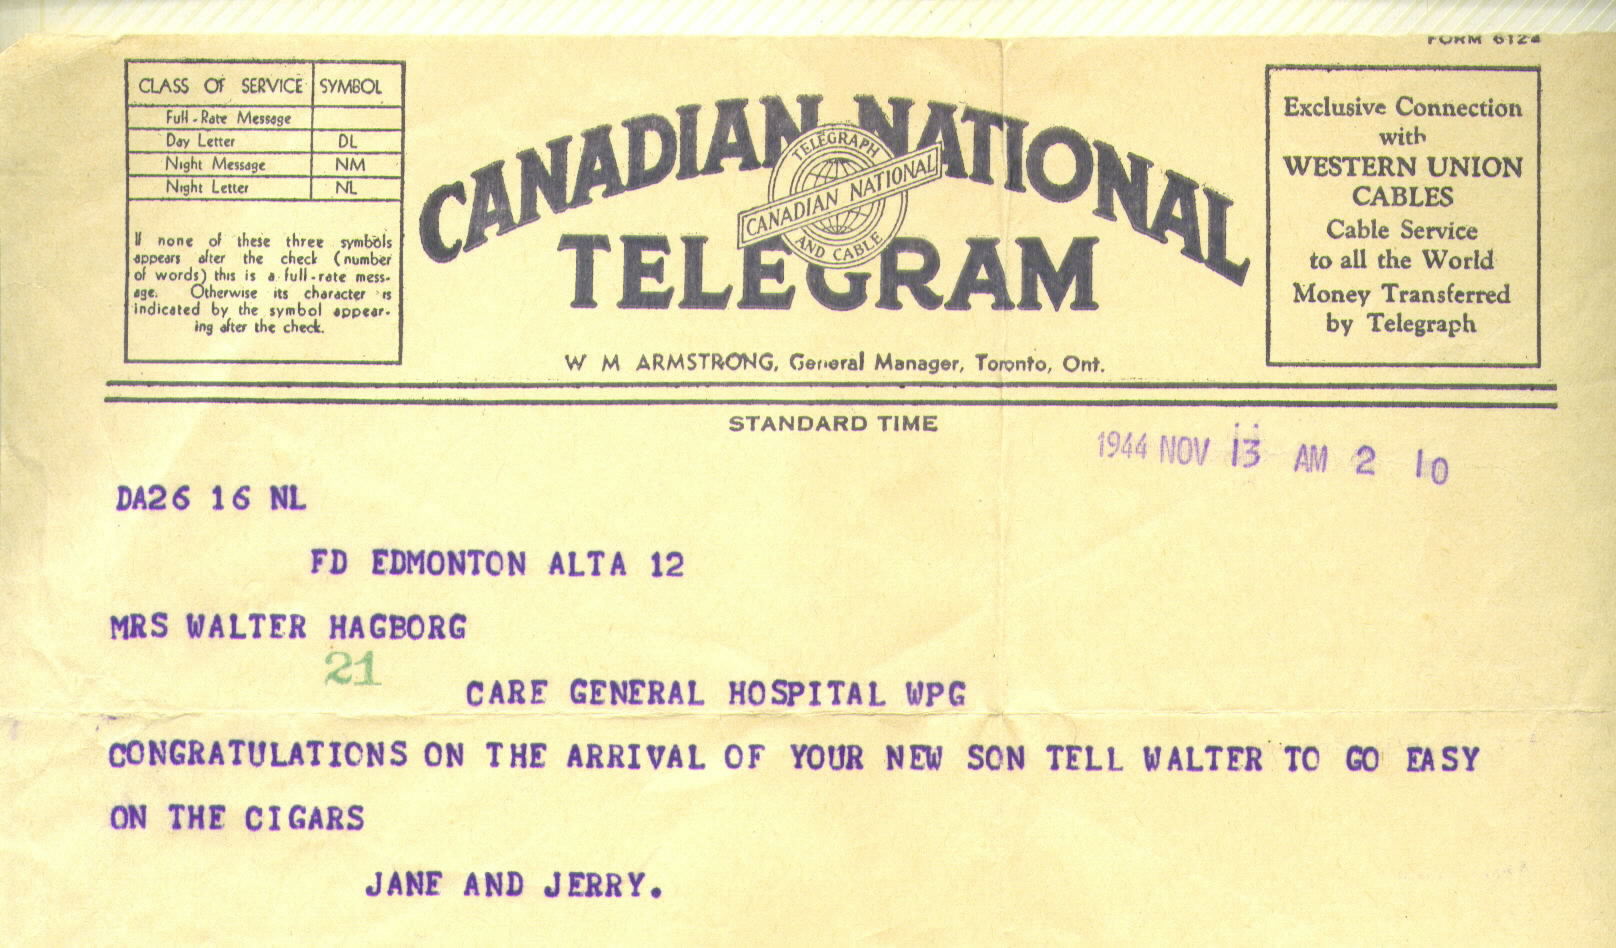 FORM 6124
CLASS OF SERVICE SYMBOL
Full-Rate Message
Day Letter DL
Night Message NM
Night Letter NL
If none of these three symbols
appears after the check (number
of words) this is a full-rate mess-
age. Otherwise its character is
indicated by the symbol appear-
ing after the check.
CANADIAN NATIONAL
TELEGRAM
TELEGRAPH
CANADIAN NATIONAL
AND CABLE
W M ARMSTRONG, General Manager, Toronto, Ont.
Exclusive Connection
with
WESTERN UNION
CABLES
Cable Service
to all the World
Money Transferred
by Telegraph
STANDARD TIME
1944 NOV 13 AM 2 10
DA26 16 NL
FD EDMONTON ALTA 12
MRS WALTER HAGBORG
21
CARE GENERAL HOSPITAL WPG
CONGRATULATIONS ON THE ARRIVAL OF YOUR NEW SON TELL WALTER TO GO EASY
ON THE CIGARS
JANE AND JERRY.